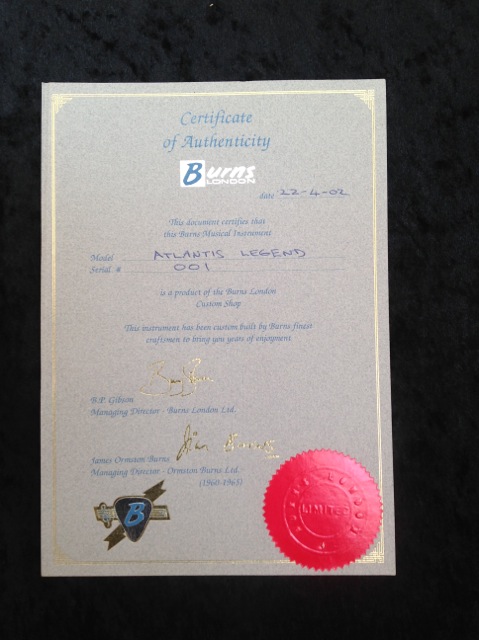 Certificate
of Authenticity
Burns
LONDON
date 22-4-02
This document certifies that
this Burns Musical Instrument
Model ATLANTIS LEGEND
Serial # 001
is a product of the Burns London
Custom Shop
This instrument has been custom built by Burns finest
craftsmen to bring you years of enjoyment
B.P. Gibson
Managing Director - Burns London Ltd.
Jim Burns
James Ormston Burns
Managing Director - Ormston Burns Ltd.
(1960-1965)
B
LIMITED